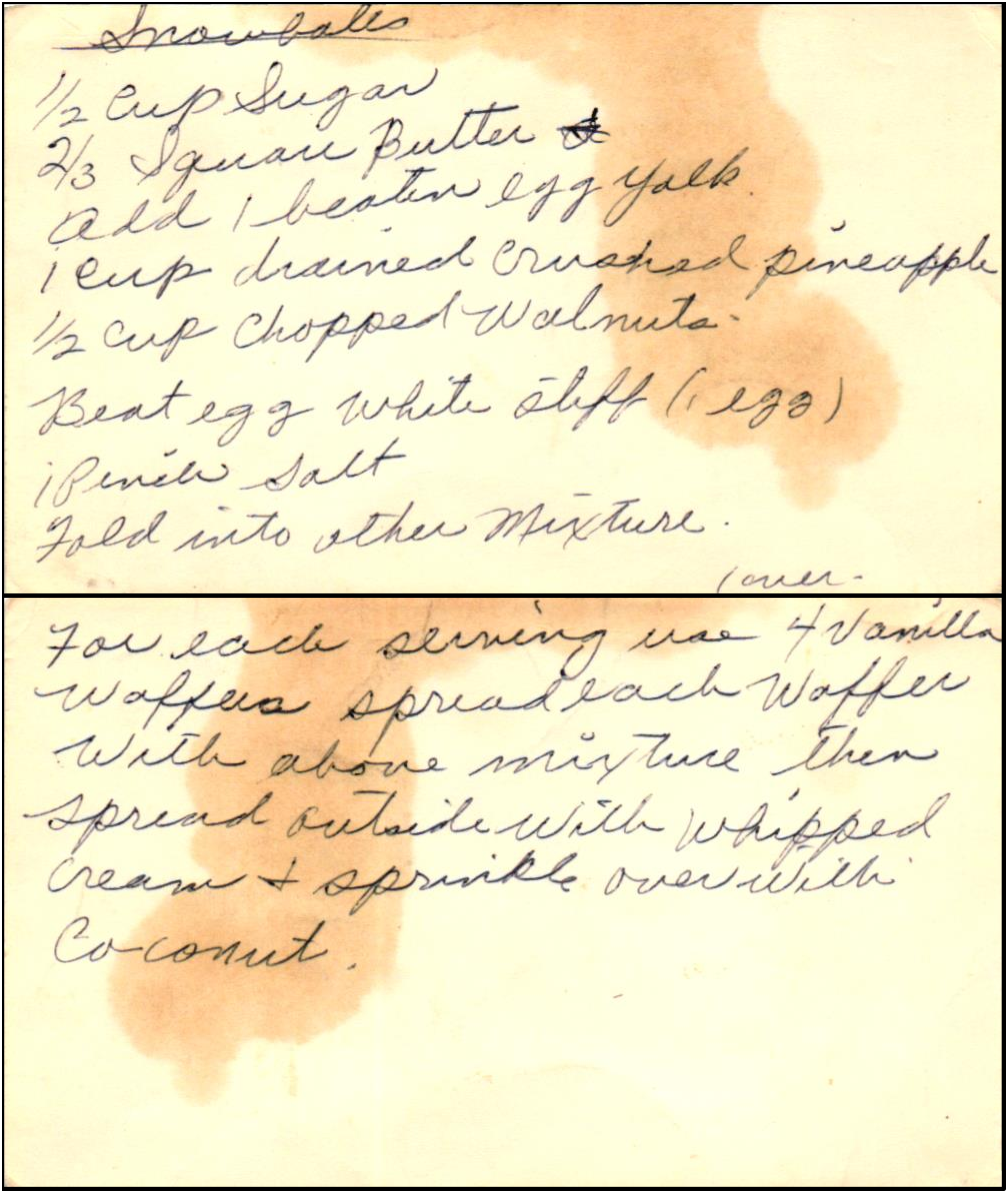 Snowballs
1/2 Cup Sugar
2/3 Square Butter
add 1 beaten egg yolk.
1 Cup drained Crushed pineapple
1/2 Cup Chopped Walnuts.
Beat egg white stiff (1 egg)
1 Pinch Salt
Fold into other Mixture.
(over.
For each serving use 4 Vanilla
Waffers spread each Waffer
With above mixture then
spread outside With Whipped
Cream + sprinkle over With
Co-conut.